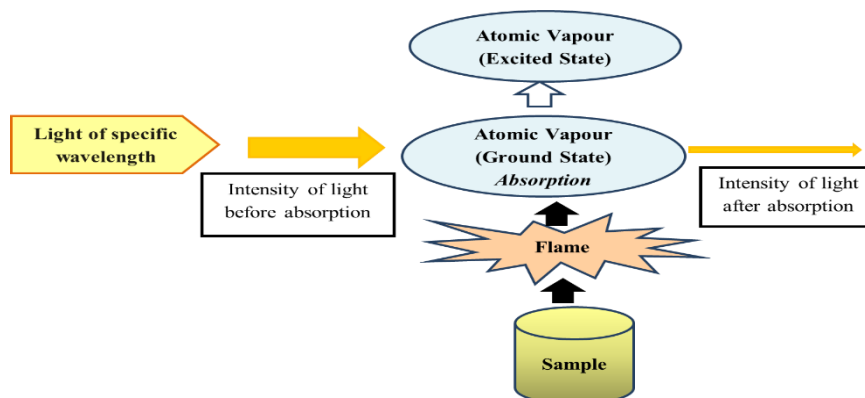 Atomic Vapour
(Excited State)
Light of specific
wavelength
Atomic Vapour
(Ground State)
Absorption
Intensity of light
before absorption
Intensity of light
after absorption
Flame
Sample